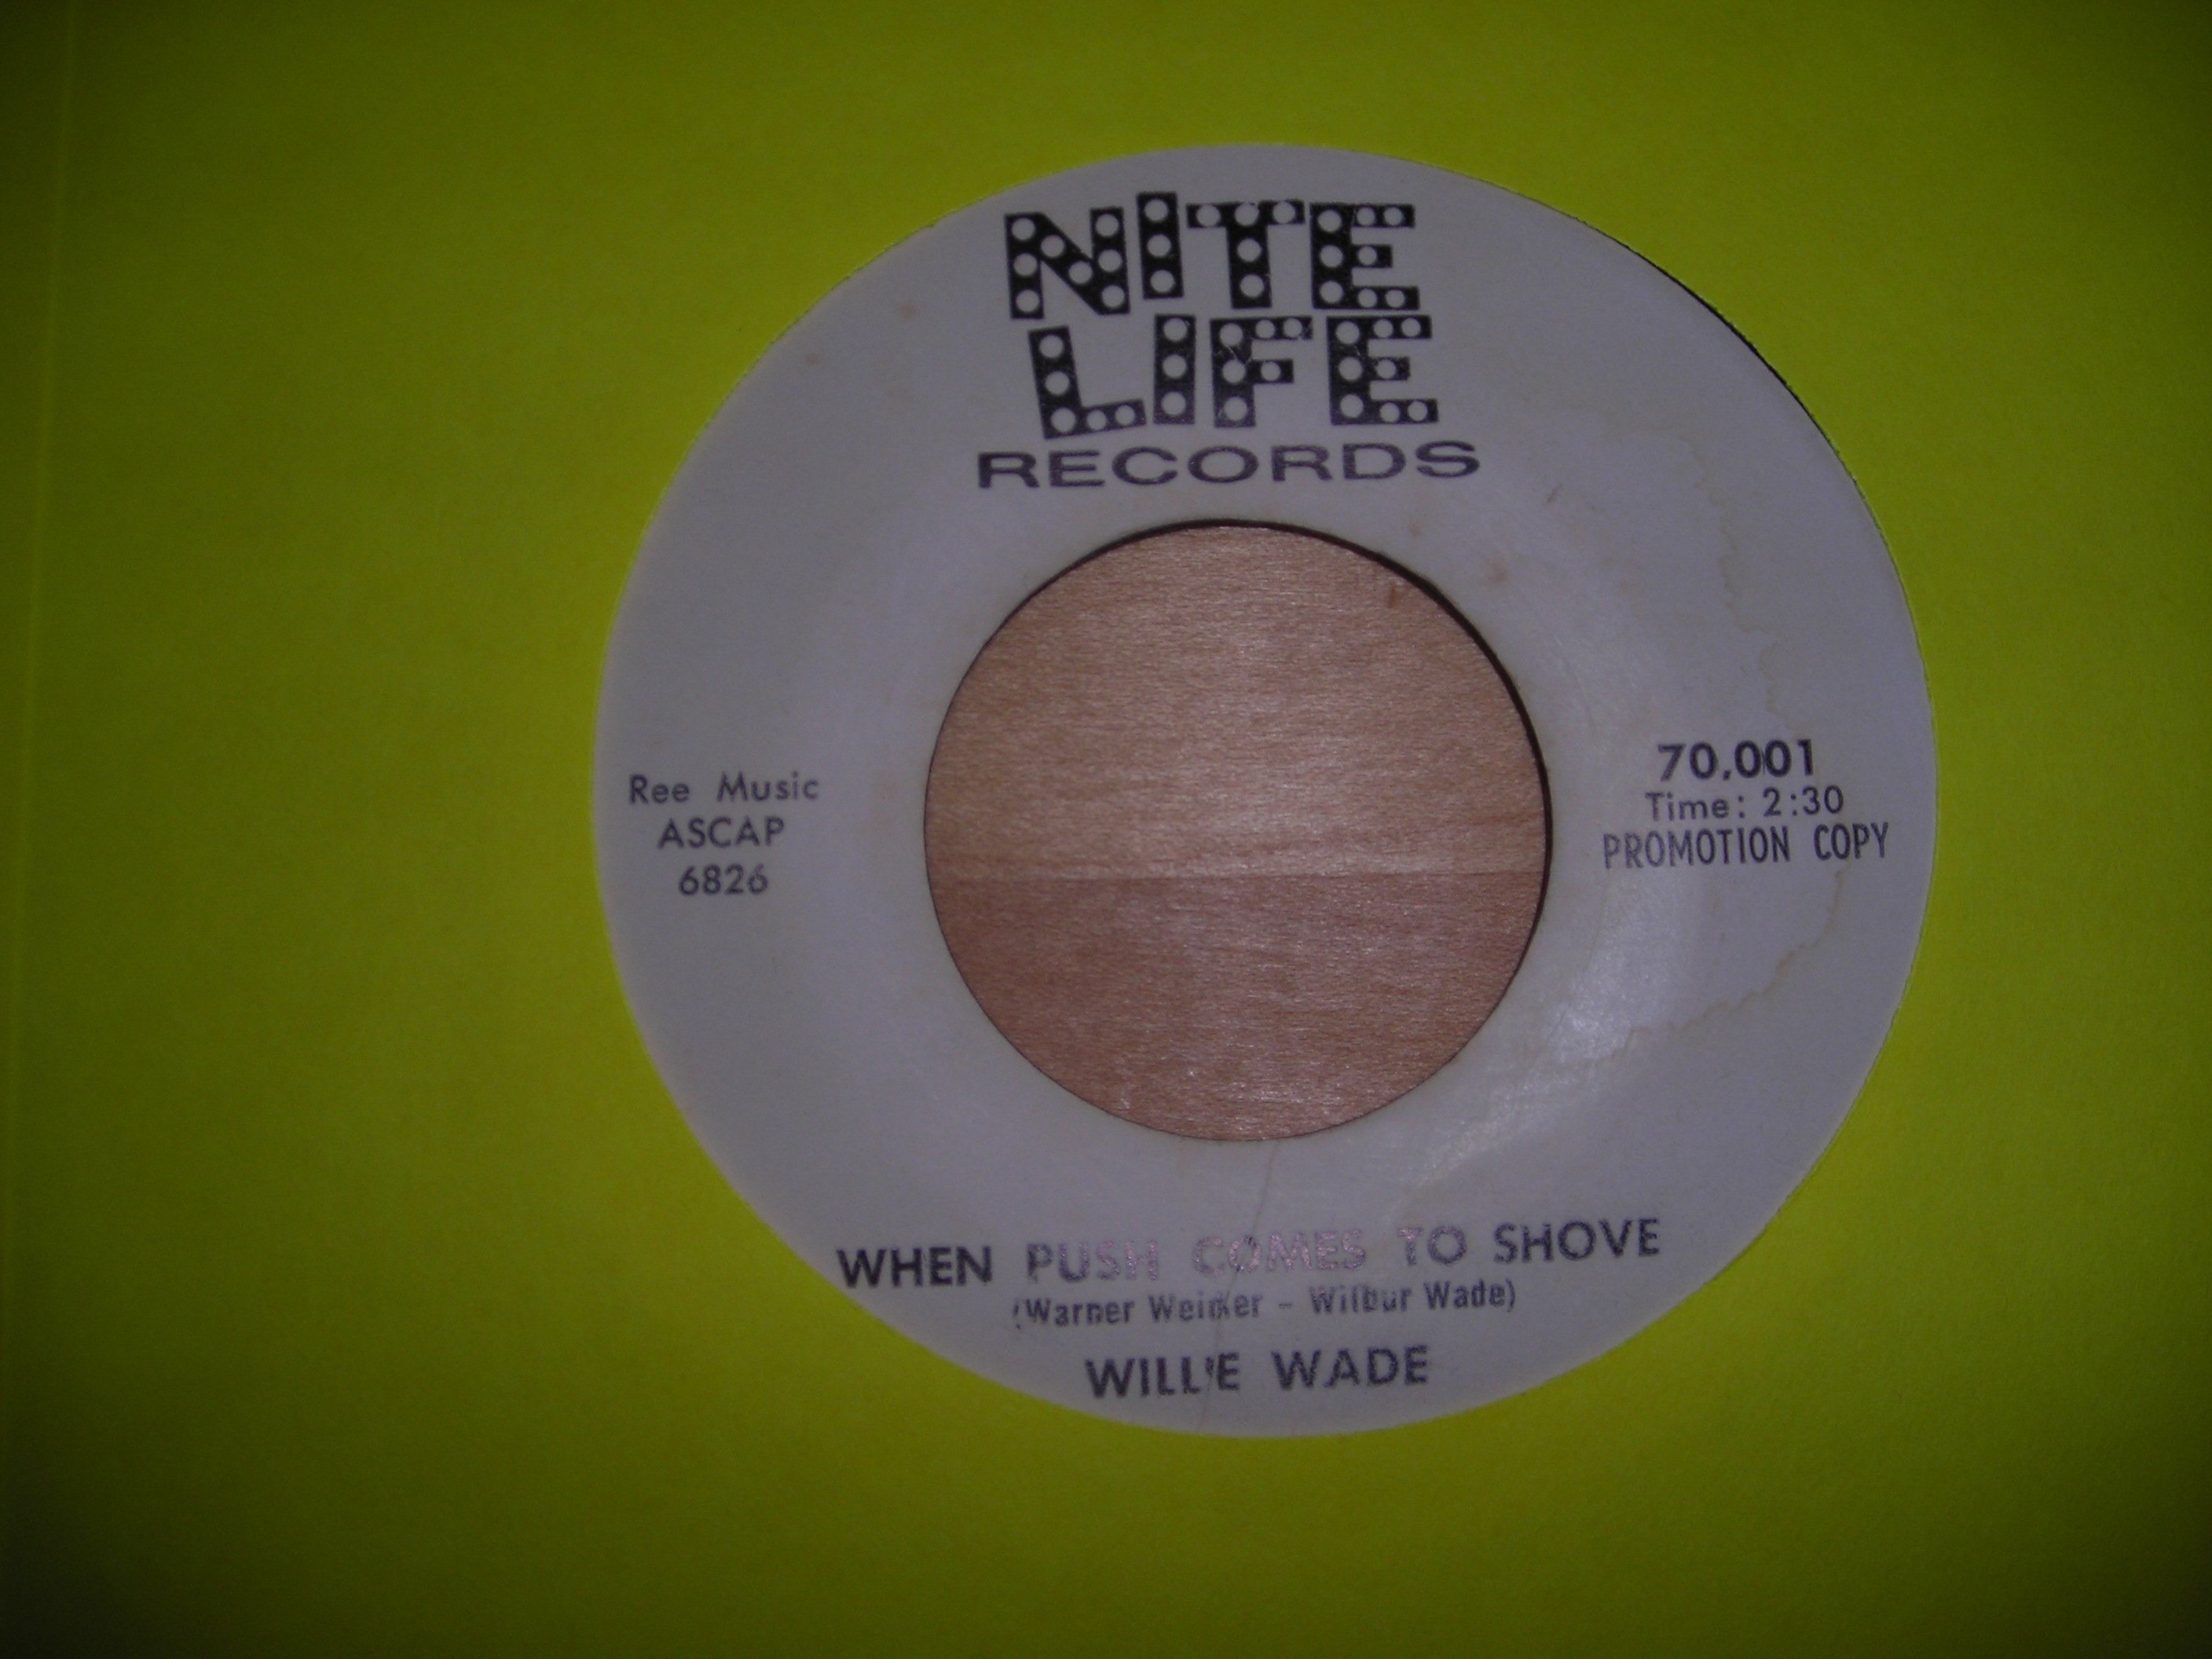 NITE
LIFE
RECORDS
Ree Music
ASCAP
6826
70,001
Time: 2:30
PROMOTION COPY
WHEN PUSH COMES TO SHOVE
(Warner Weidler - Wilbur Wade)
WILLIE WADE